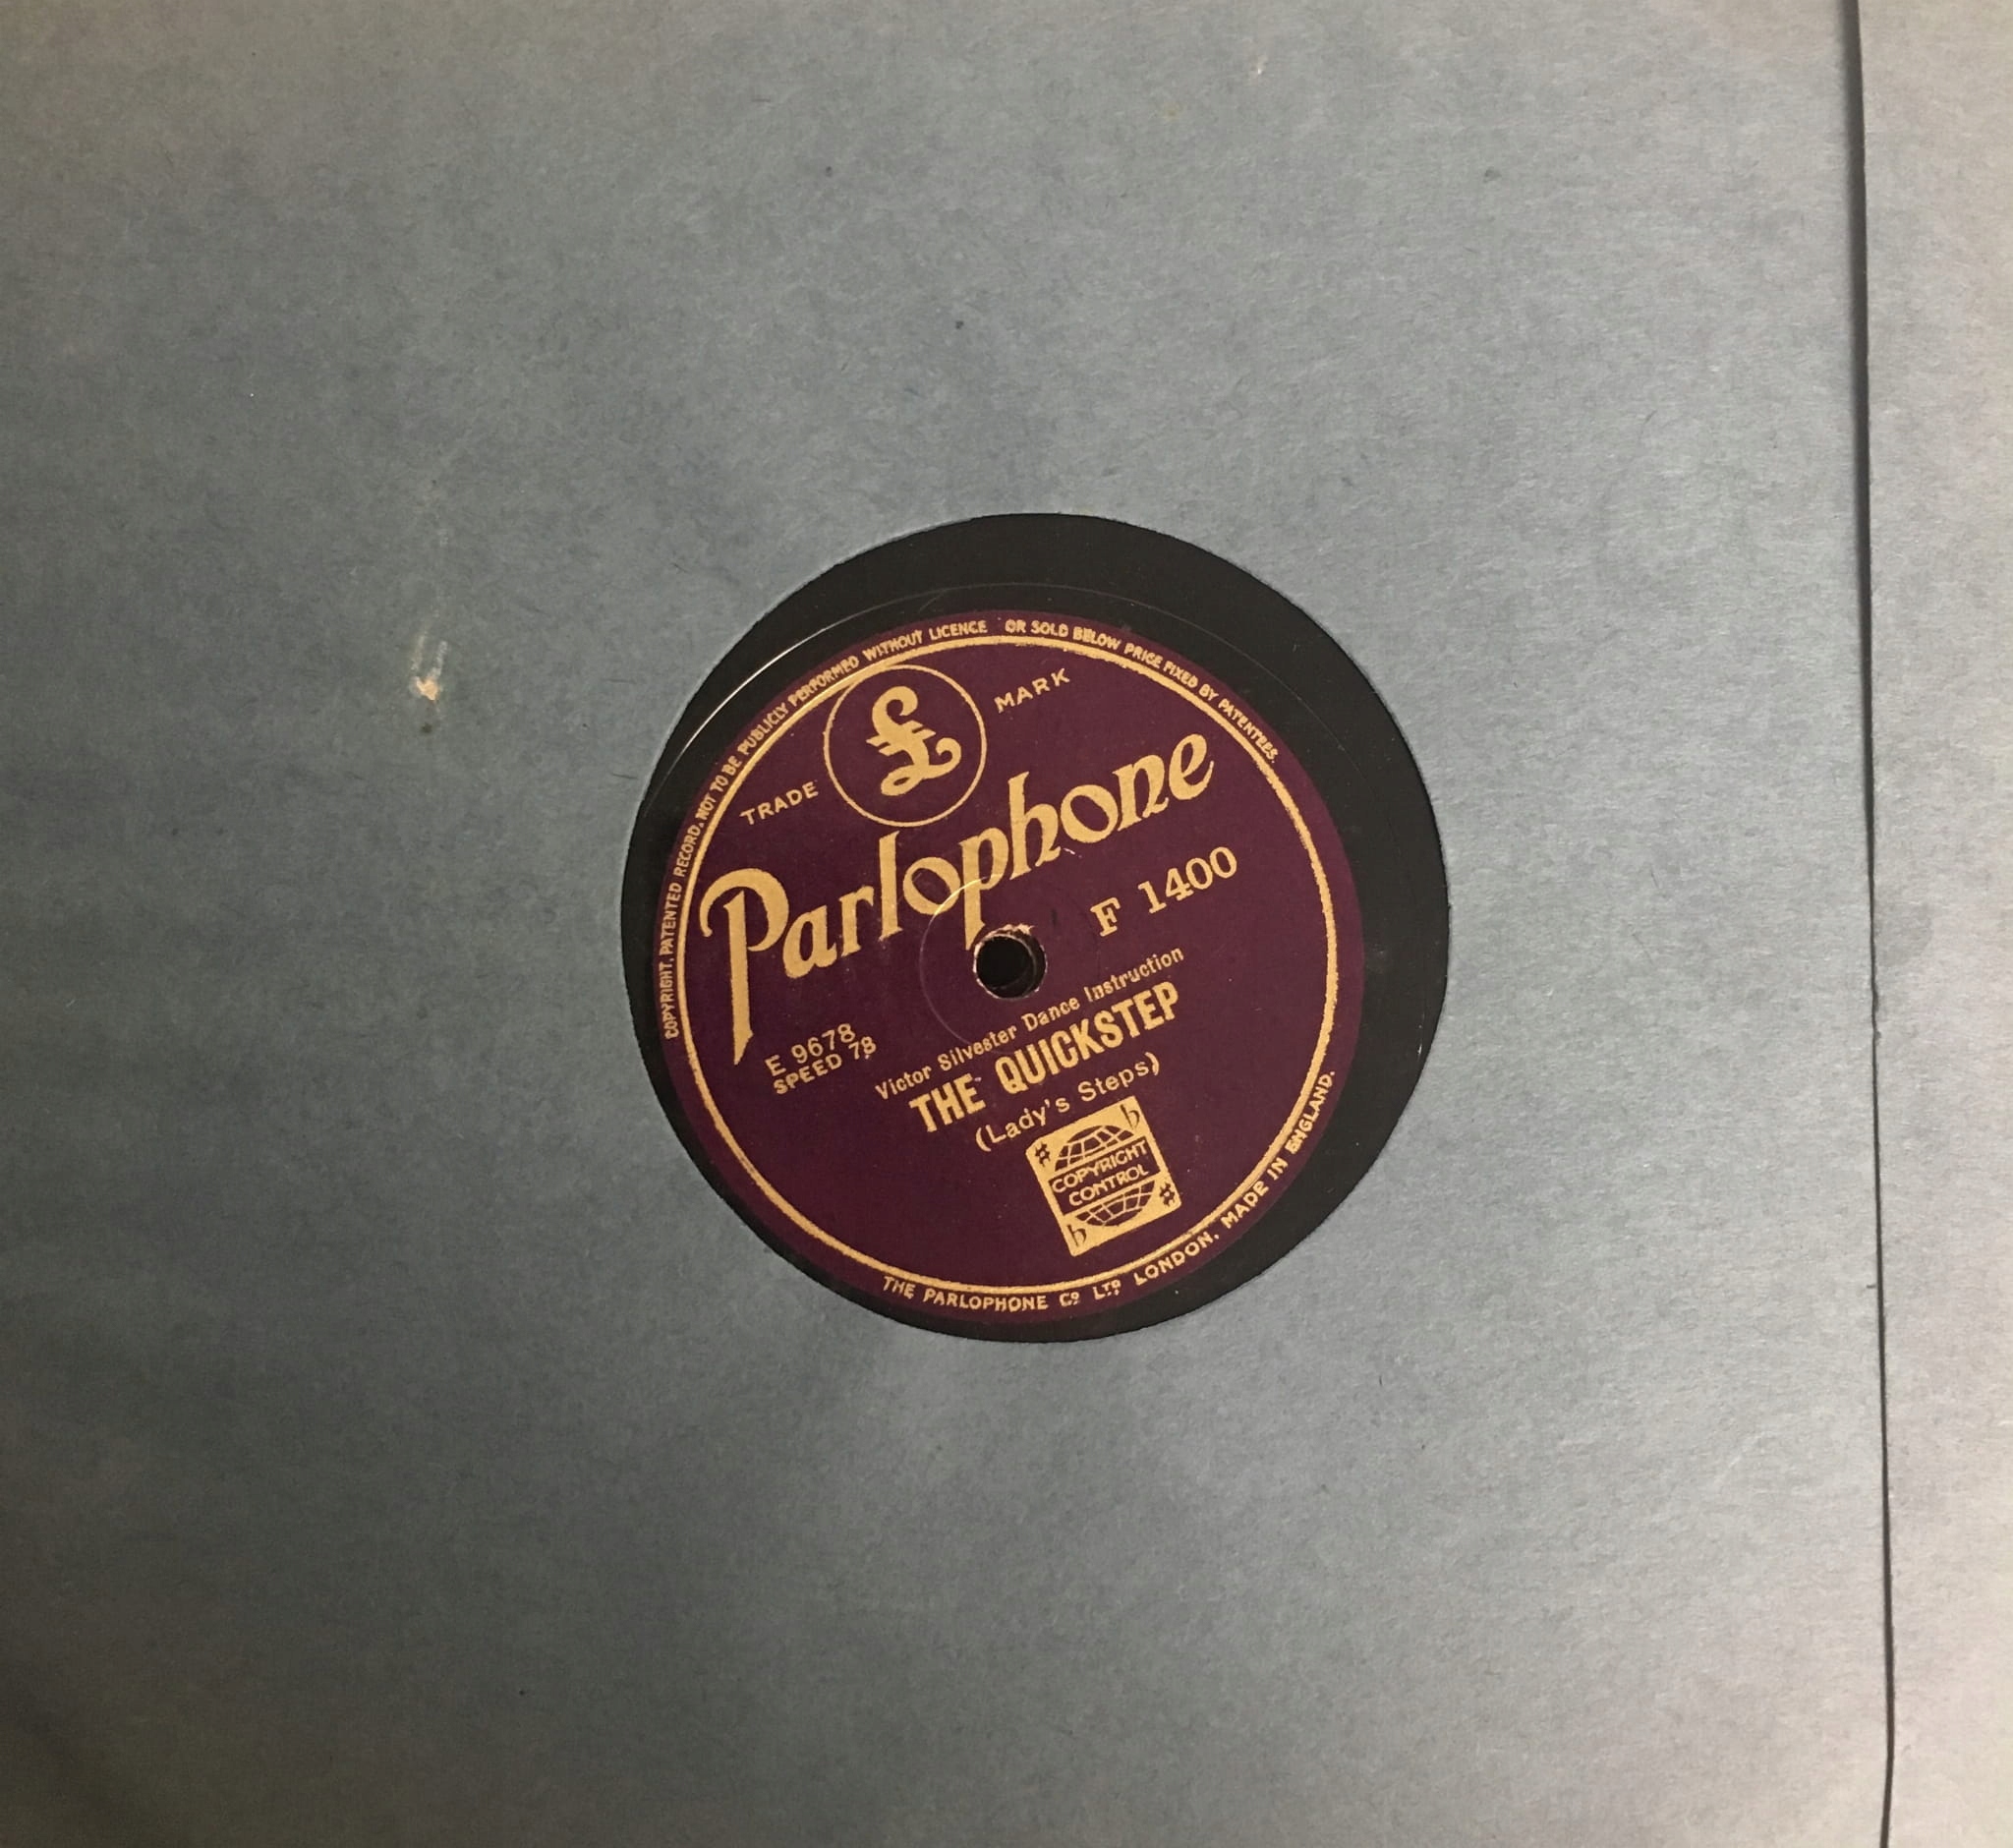 COPYRIGHT. PATENTED RECORD. NOT TO BE PUBLICLY PERFORMED WITHOUT LICENCE OR SOLD BELOW PRICE FIXED BY PATENTEES.
TRADE £ MARK
Parlophone
F 1400
E 9678
SPEED 78
Victor Silvester Dance Instruction
THE QUICKSTEP
(Lady's Steps)
COPYRIGHT
CONTROL
THE PARLOPHONE Co LTD LONDON. MADE IN ENGLAND.